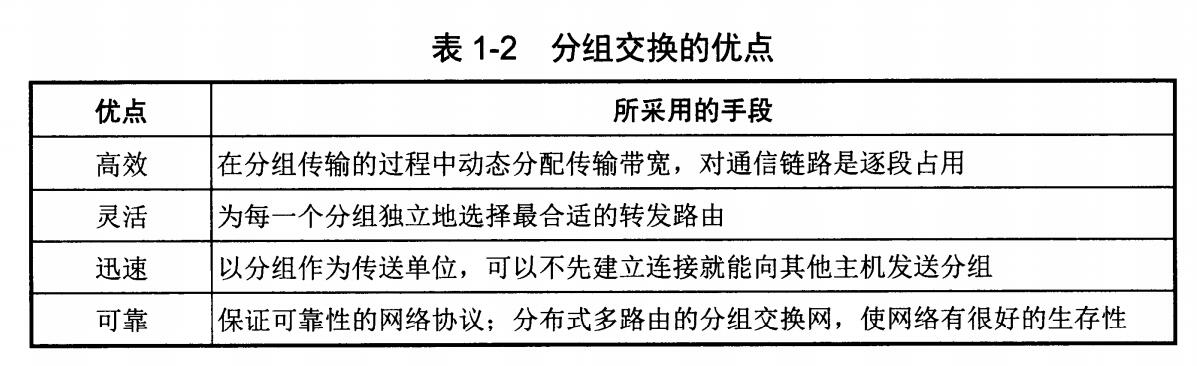 表 1-2 分组交换的优点
优点 所采用的手段
高效 在分组传输的过程中动态分配传输带宽，对通信链路是逐段占用
灵活 为每一个分组独立地选择最合适的转发路由
迅速 以分组作为传送单位，可以不先建立连接就能向其他主机发送分组
可靠 保证可靠性的网络协议；分布式多路由的分组交换网，使网络有很好的生存性